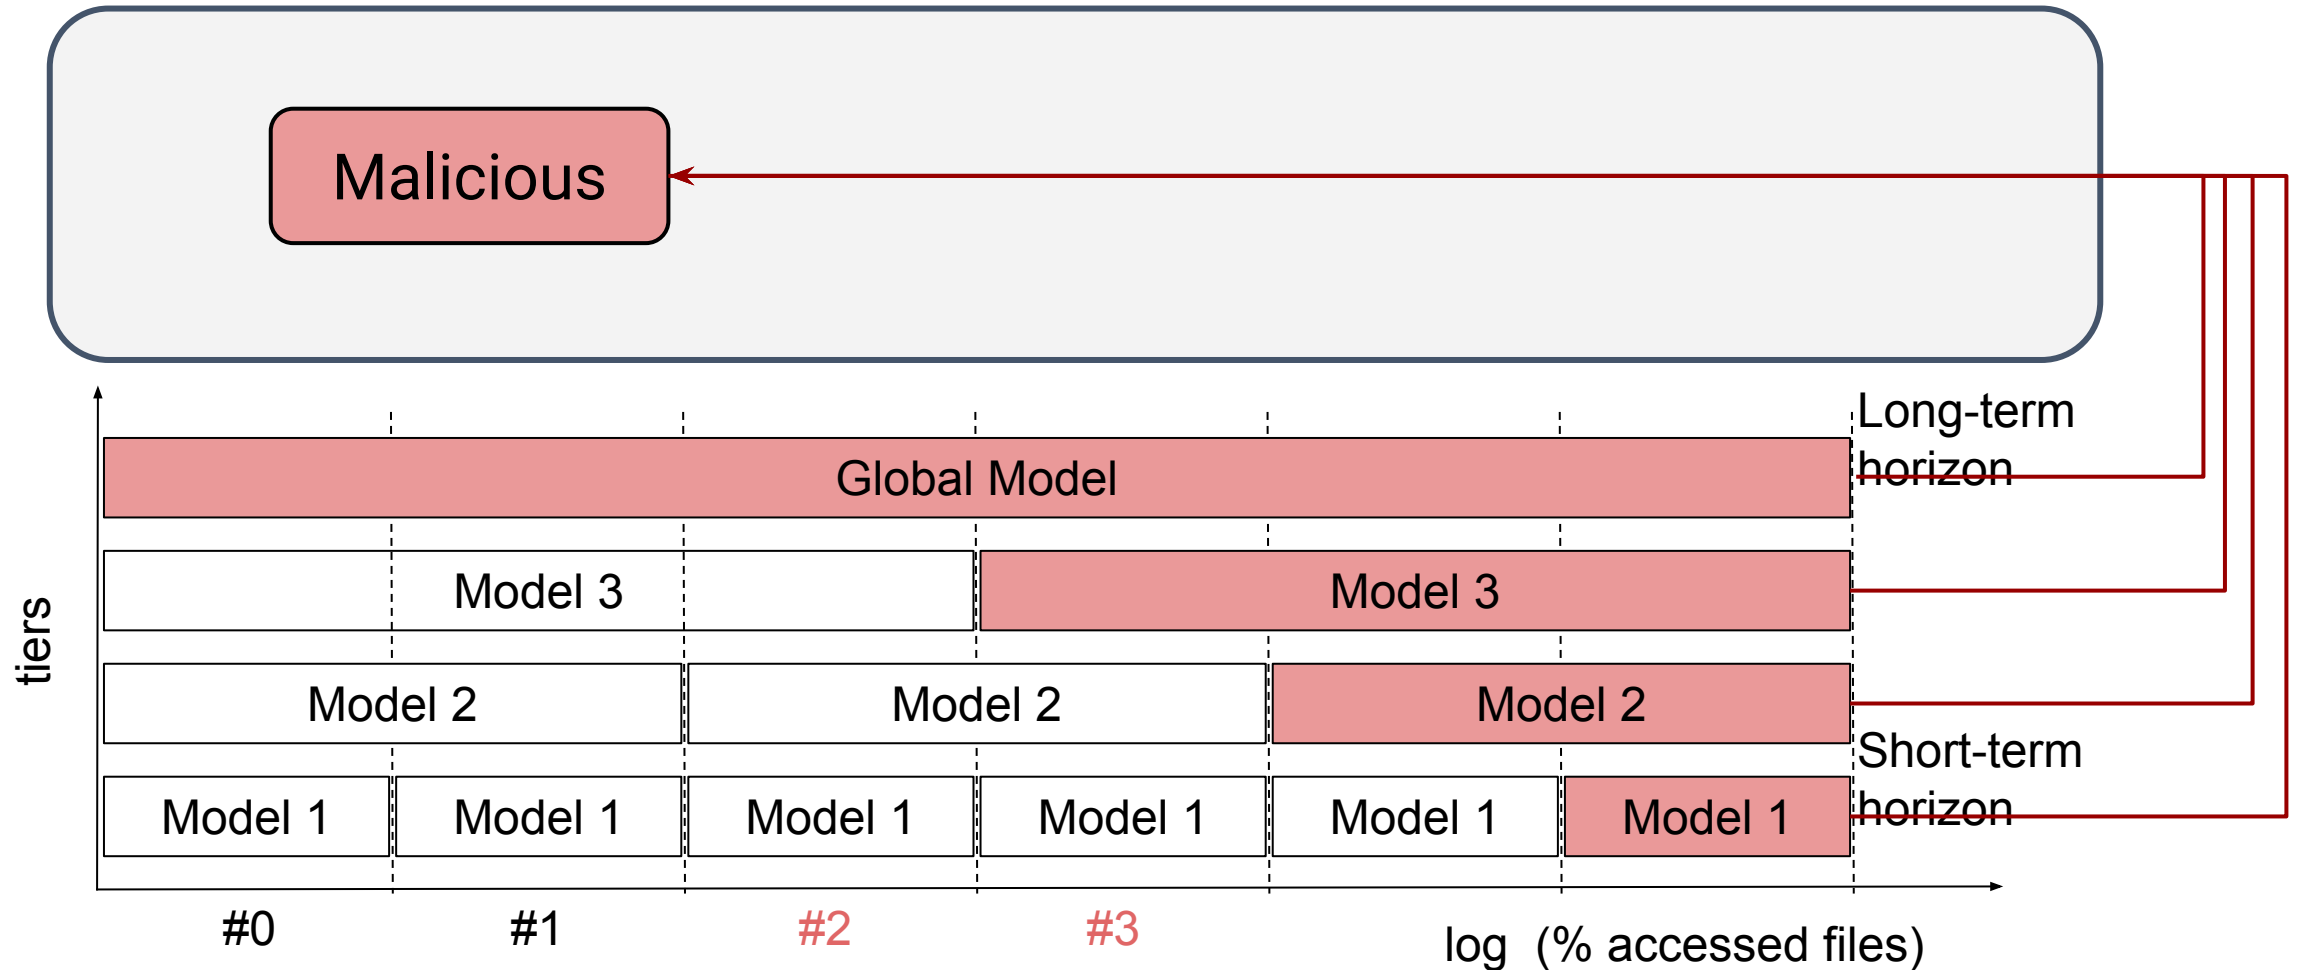 Malicious
Long-term
horizon
Global Model
Model 3
Model 3
tiers
Model 2
Model 2
Model 2
Short-term
horizon
Model 1
Model 1
Model 1
Model 1
Model 1
Model 1
#0
#1
#2
#3
log (% accessed files)